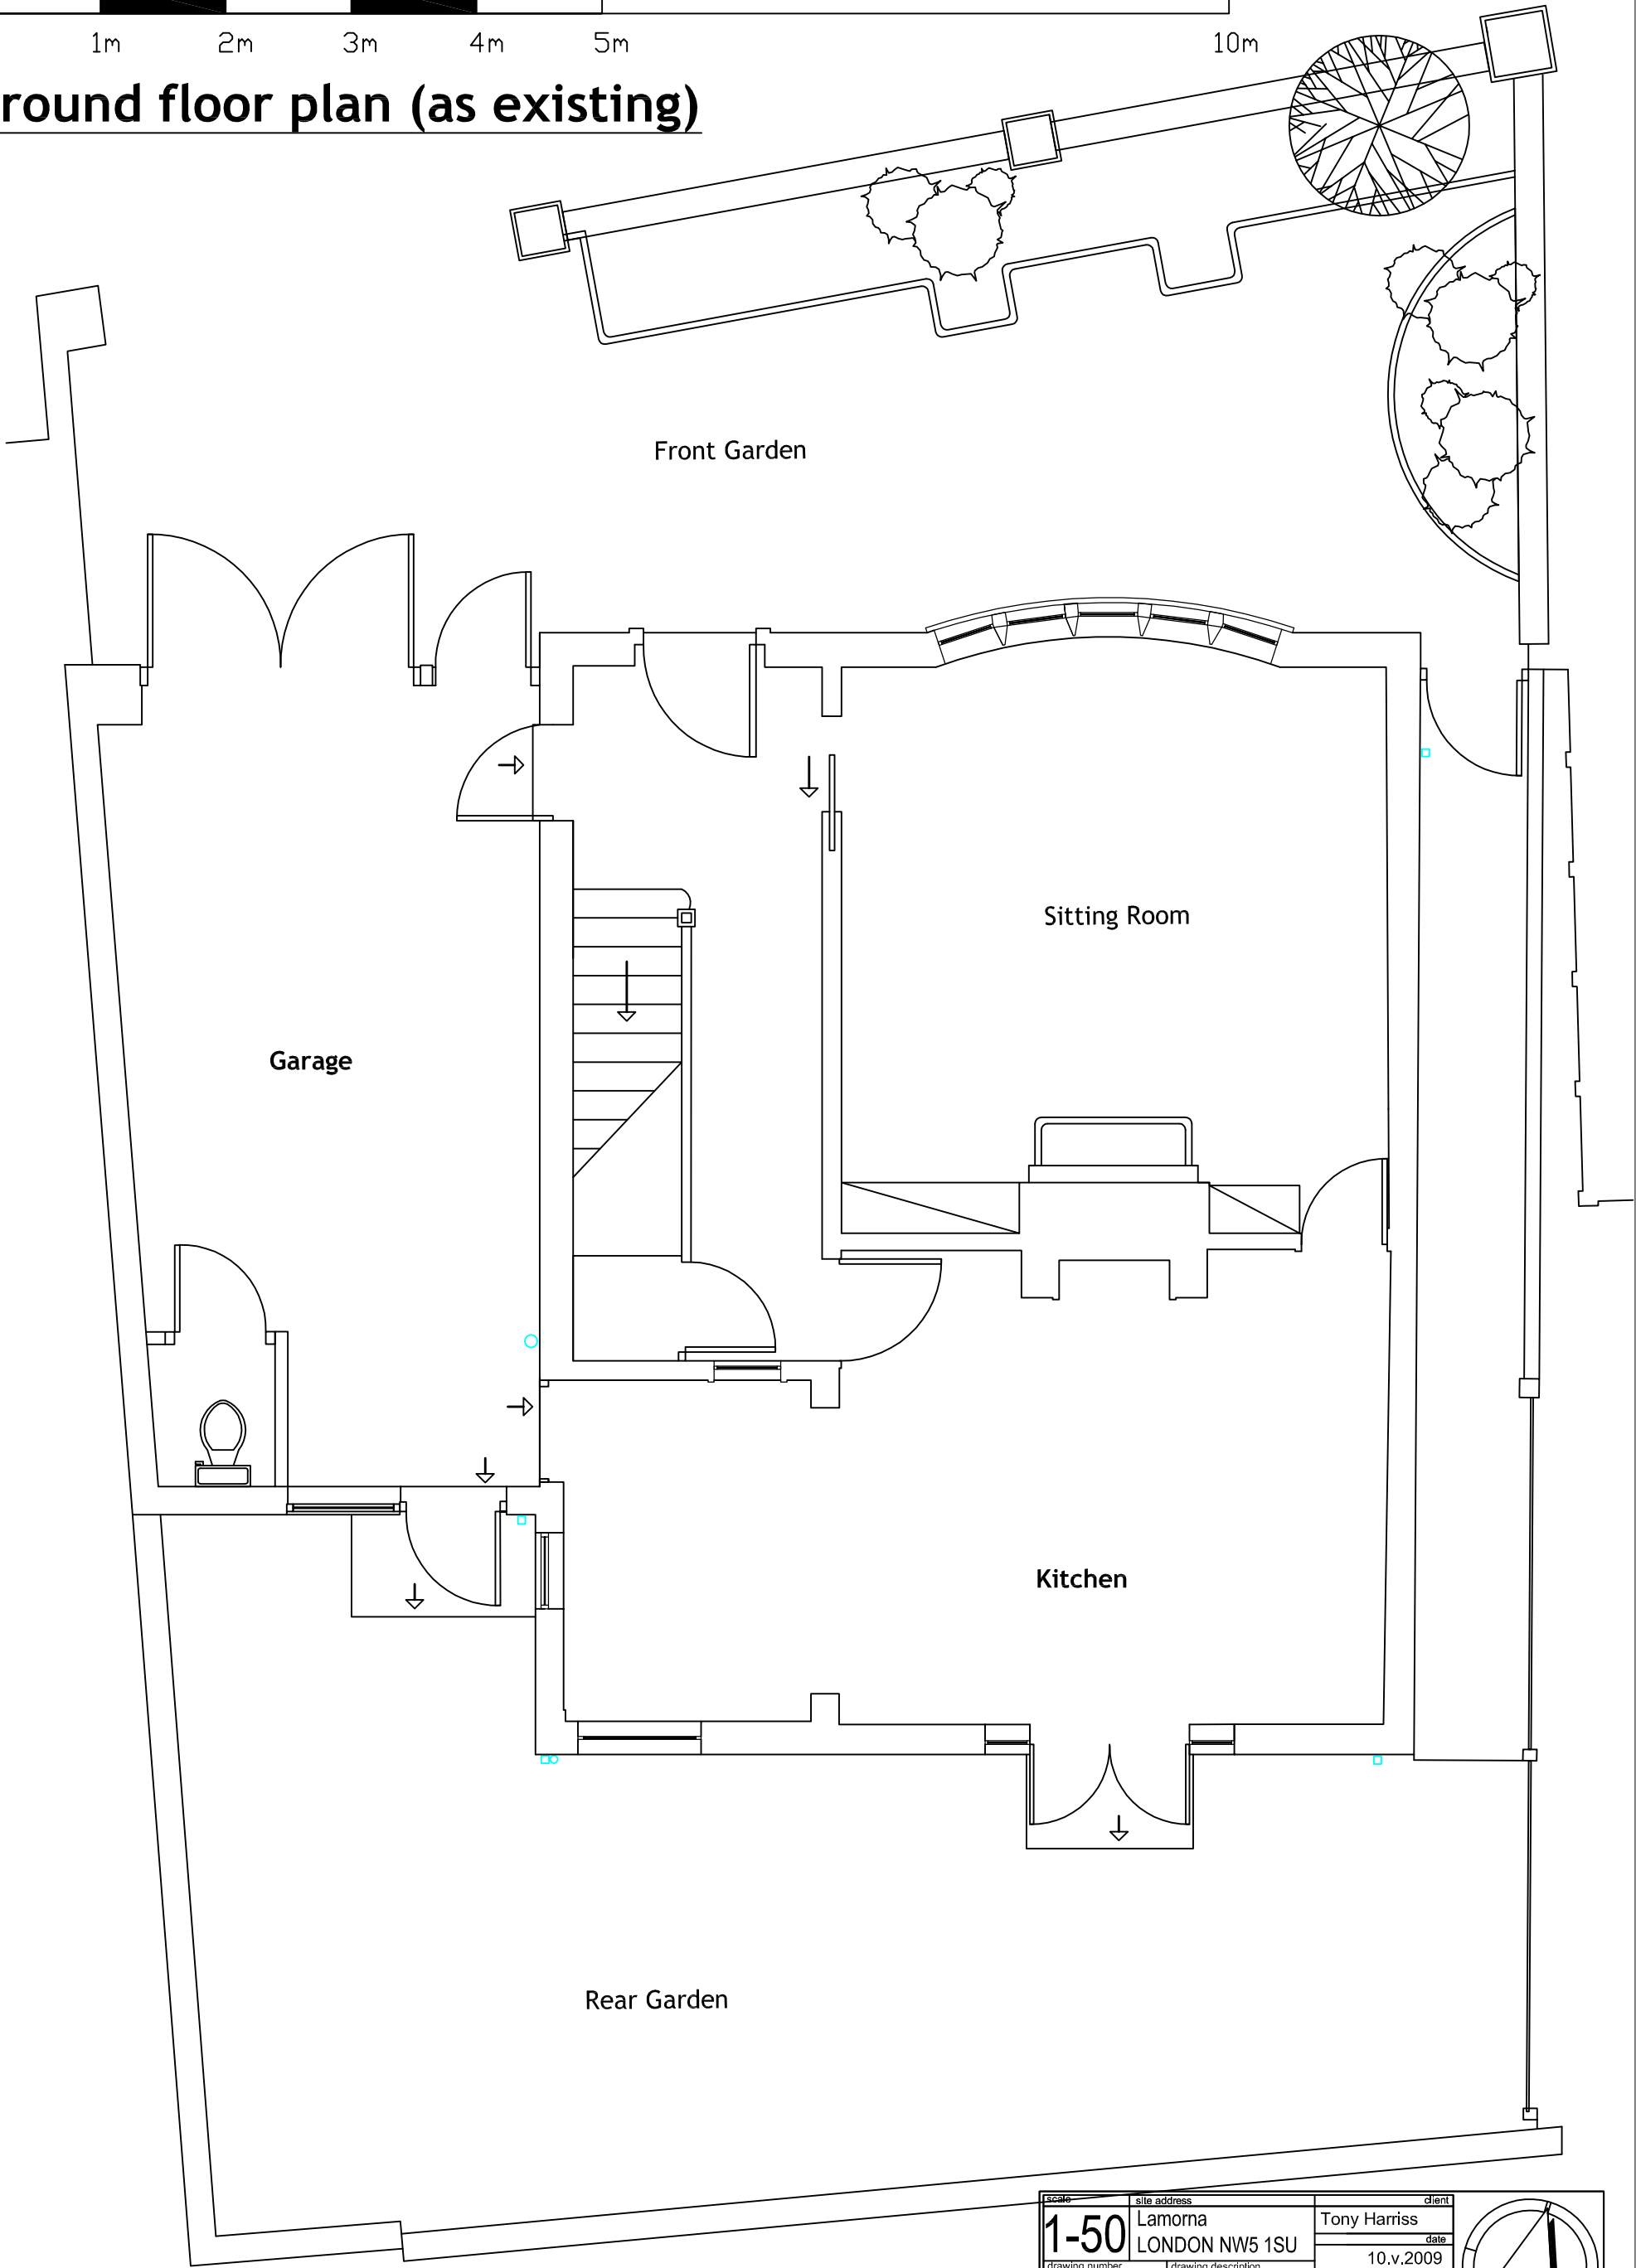 1m 2m 3m 4m 5m 10m
round floor plan (as existing)
Front Garden
Sitting Room
Garage
Kitchen
Rear Garden
scale
1-50
site address
Lamorna
LONDON NW5 1SU
client
Tony Harriss
date
10.v.2009
drawing number
drawing description